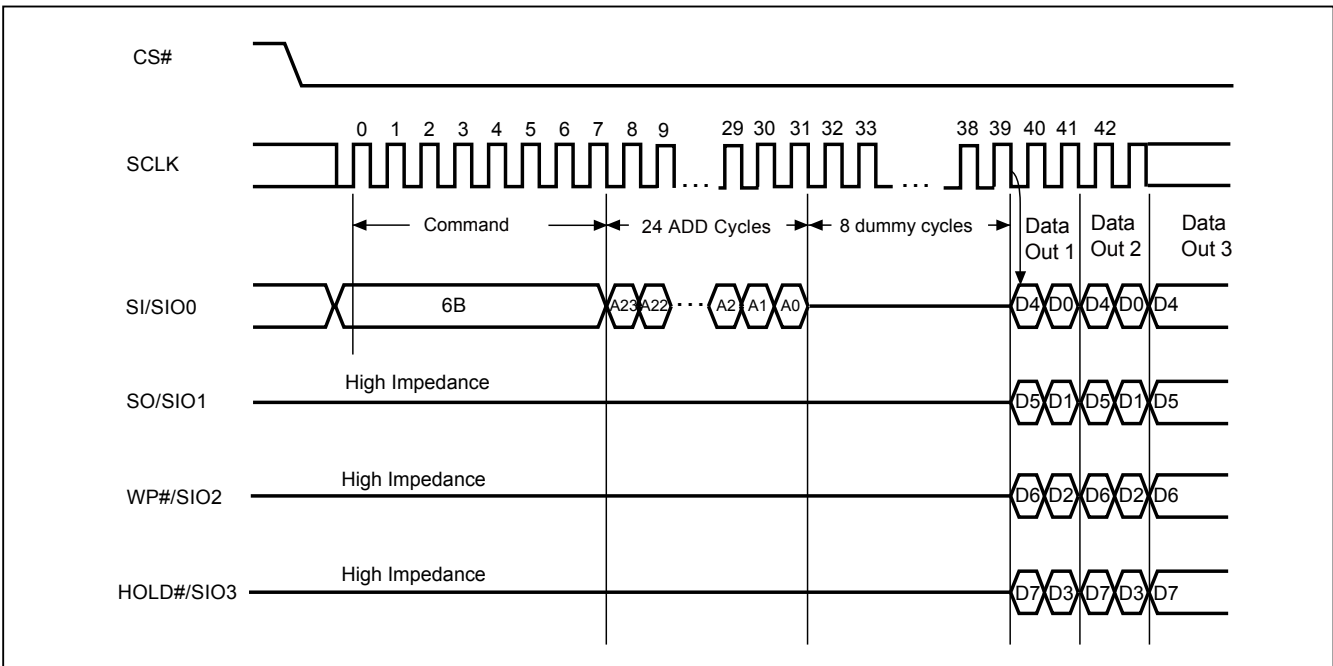 CS#
0 1 2 3 4 5 6 7 8 9 29 30 31 32 33 38 39 40 41 42
SCLK
Command 24 ADD Cycles 8 dummy cycles Data Out 1 Data Out 2 Data Out 3
SI/SIO0 6B A23 A22 A2 A1 A0 D4 D0 D4 D0 D4
High Impedance
SO/SIO1 D5 D1 D5 D1 D5
High Impedance
WP#/SIO2 D6 D2 D6 D2 D6
High Impedance
HOLD#/SIO3 D7 D3 D7 D3 D7